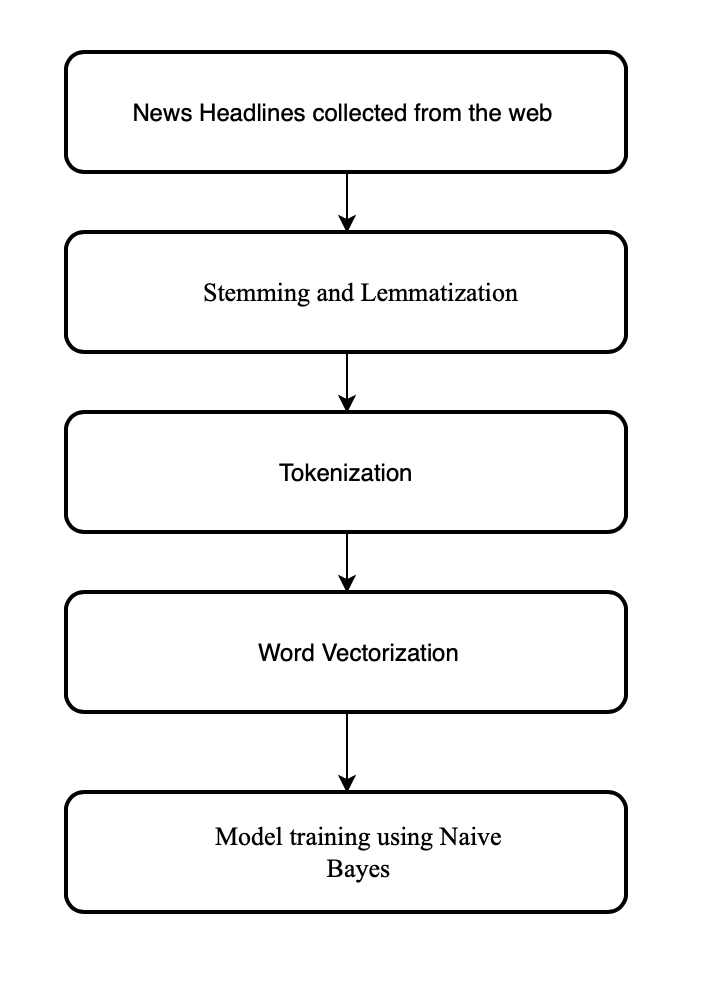 News Headlines collected from the web
Stemming and Lemmatization
Tokenization
Word Vectorization
Model training using Naive
Bayes